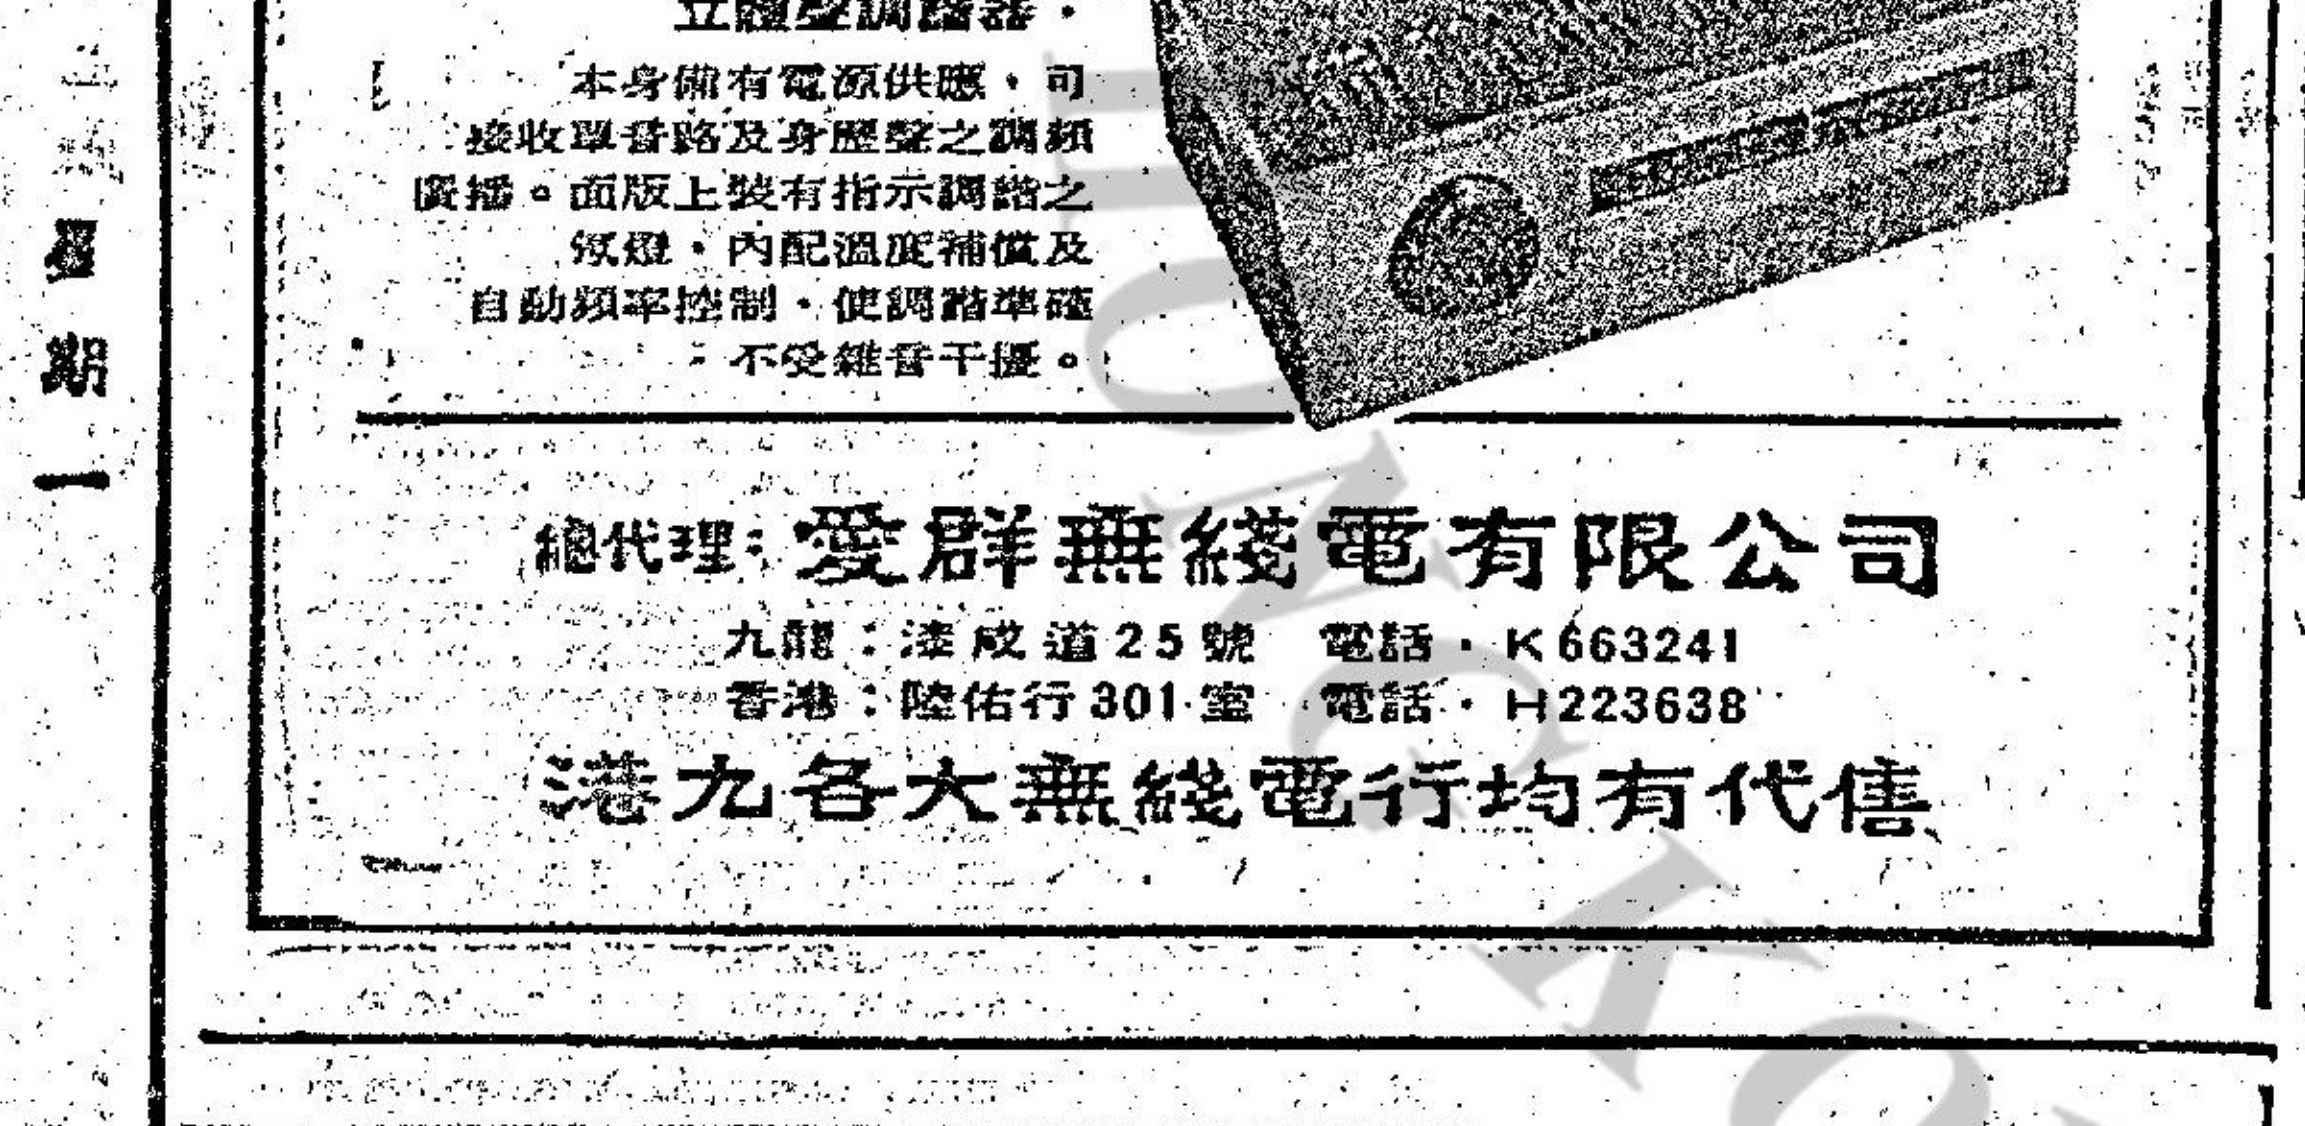 立體聲調諧器，
本身備有電源供應，司
接收單音路及身歷聲之調頻
廣播。面版上裝有指示調諧之
氖燈，內配溫度補償及
自動頻率控制，使調諧準確
不受雜音干擾。
星期一
總代理：愛群無綫電有限公司
九龍：漆咸道25號 電話・K663241
香港：陸佑行301室 電話・H223638
港九各大無綫電行均有代售
HONG KO